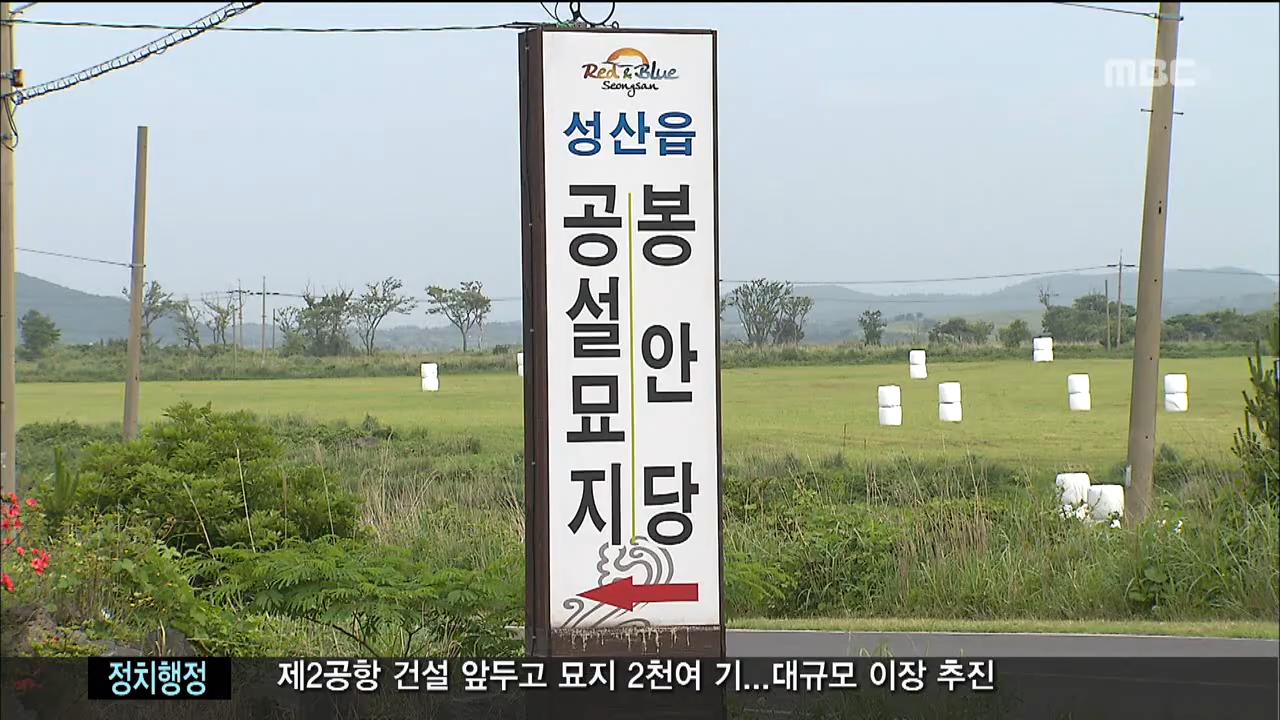 Red & Blue
Seongsan
MBC
성산읍
공설묘지
봉안당
정치행정
제2공항 건설 앞두고 묘지 2천여 기...대규모 이장 추진